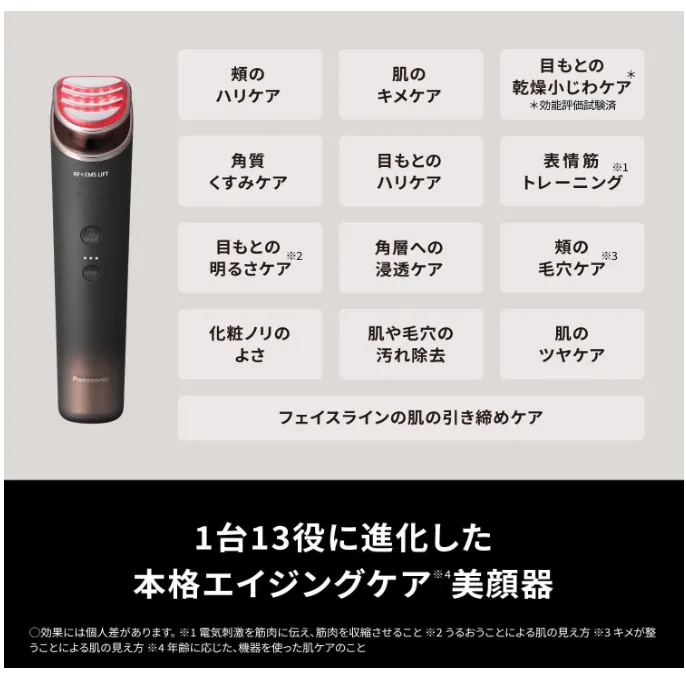 頬の
ハリケア
肌の
キメケア
目もとの
乾燥小じわケア＊
＊効能評価試験済
角質
くすみケア
目もとの
ハリケア
表情筋
トレーニング※1
目もとの
明るさケア※2
角層への
浸透ケア
頬の
毛穴ケア※3
化粧ノリの
よさ
肌や毛穴の
汚れ除去
肌の
ツヤケア
フェイスラインの肌の引き締めケア
RF×EMS LIFT
LEVEL
Panasonic
1台13役に進化した
本格エイジングケア※4美顔器
○効果には個人差があります。※1 電気刺激を筋肉に伝え、筋肉を収縮させること ※2 うるおうことによる肌の見え方 ※3 キメが整
うことによる肌の見え方 ※4 年齢に応じた、機器を使った肌ケアのこと